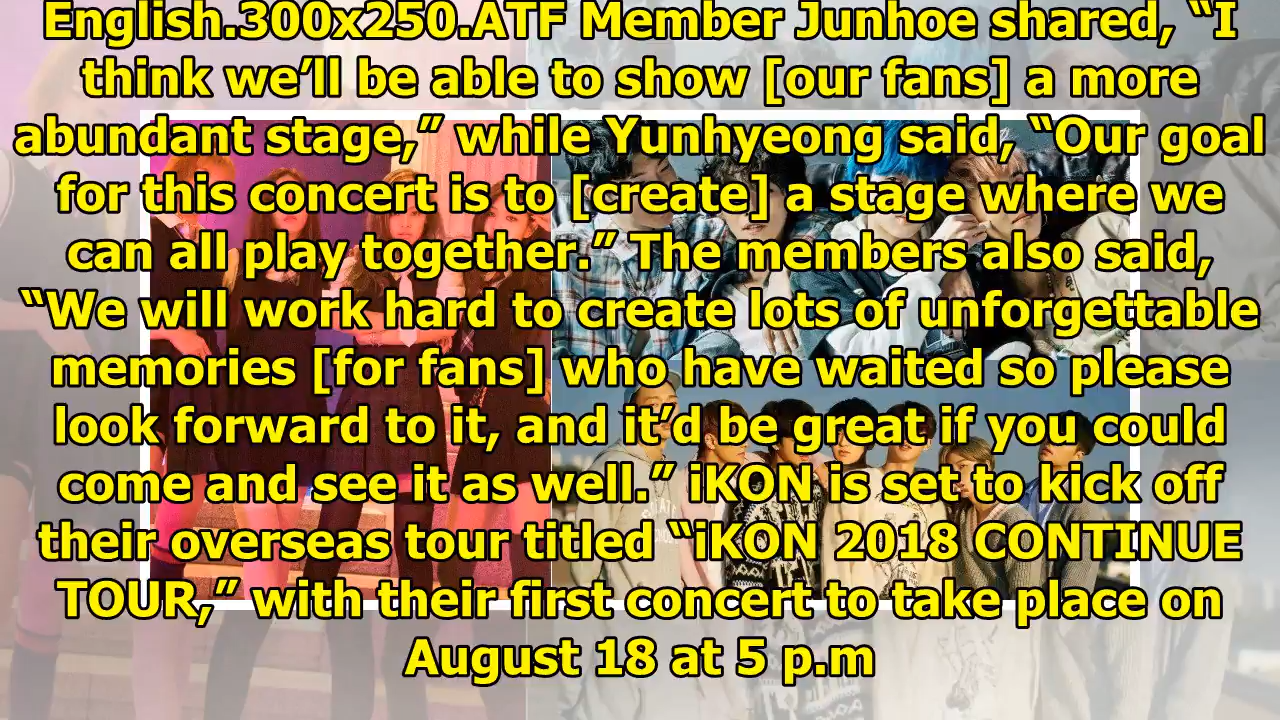 English.300x250.ATF Member Junhoe shared, “I
think we’ll be able to show [our fans] a more
abundant stage,” while Yunhyeong said, “Our goal
for this concert is to [create] a stage where we
can all play together.” The members also said,
“We will work hard to create lots of unforgettable
memories [for fans] who have waited so please
look forward to it, and it’d be great if you could
come and see it as well.” iKON is set to kick off
their overseas tour titled “iKON 2018 CONTINUE
TOUR,” with their first concert to take place on
August 18 at 5 p.m